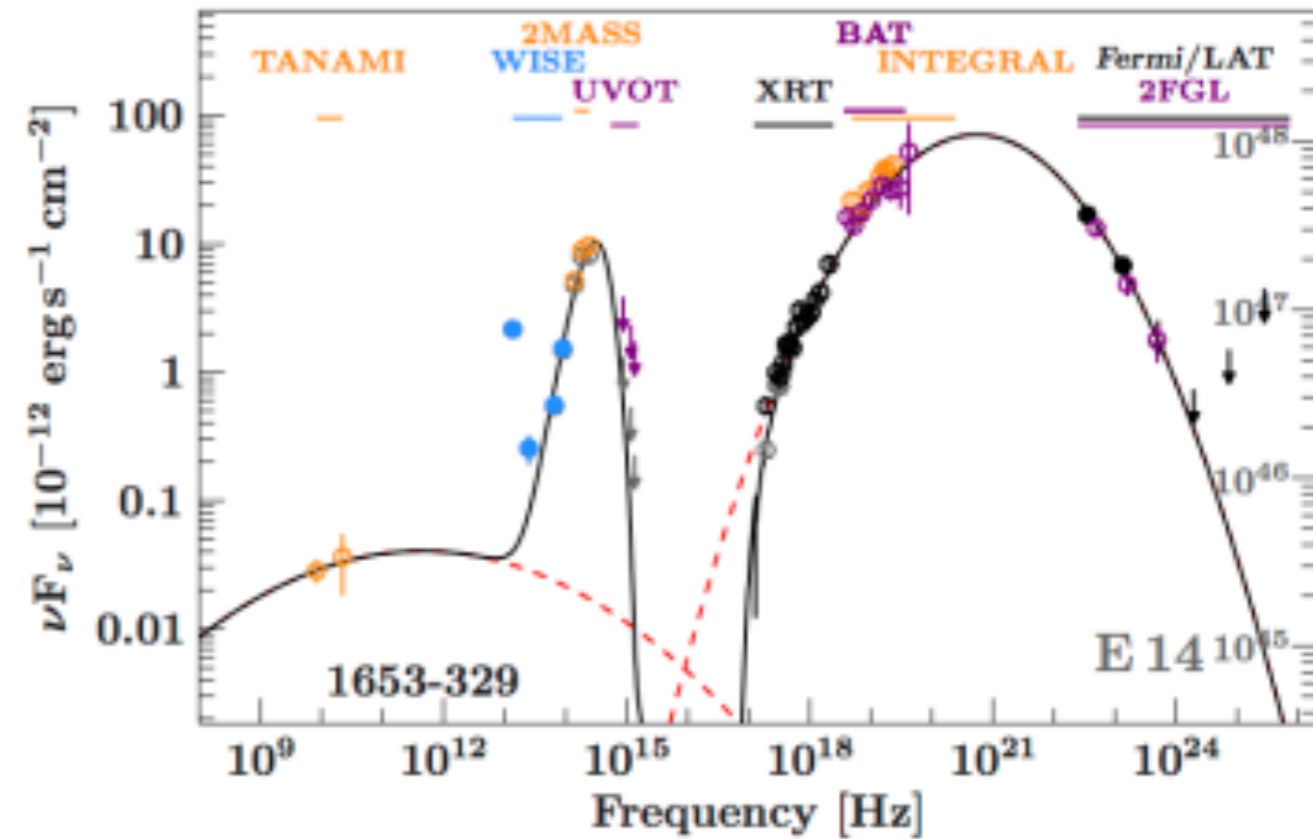 2MASS
BAT
TANAMI
WISE
INTEGRAL
Fermi/LAT
UVOT
XRT
2FGL
100
10
1
0.1
0.01
10⁴⁸
10⁴⁷
10⁴⁶
10⁴⁵
νFν [10⁻¹² erg s⁻¹ cm⁻²]
1653-329
E 14
10⁹
10¹²
10¹⁵
10¹⁸
10²¹
10²⁴
Frequency [Hz]